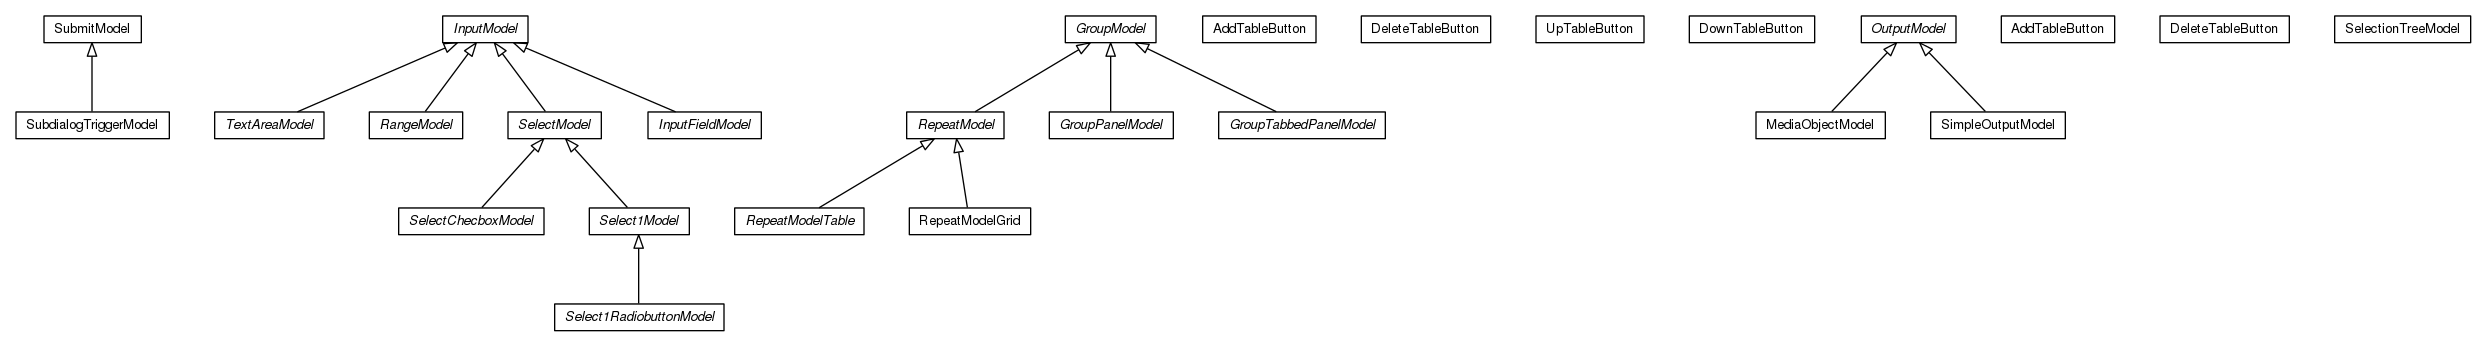 SubmitModel
InputModel
GroupModel
AddTableButton
DeleteTableButton
UpTableButton
DownTableButton
OutputModel
AddTableButton
DeleteTableButton
SelectionTreeModel
SubdialogTriggerModel
TextAreaModel
RangeModel
SelectModel
InputFieldModel
RepeatModel
GroupPanelModel
GroupTabbedPanelModel
MediaObjectModel
SimpleOutputModel
SelectChecboxModel
Select1Model
RepeatModelTable
RepeatModelGrid
Select1RadiobuttonModel